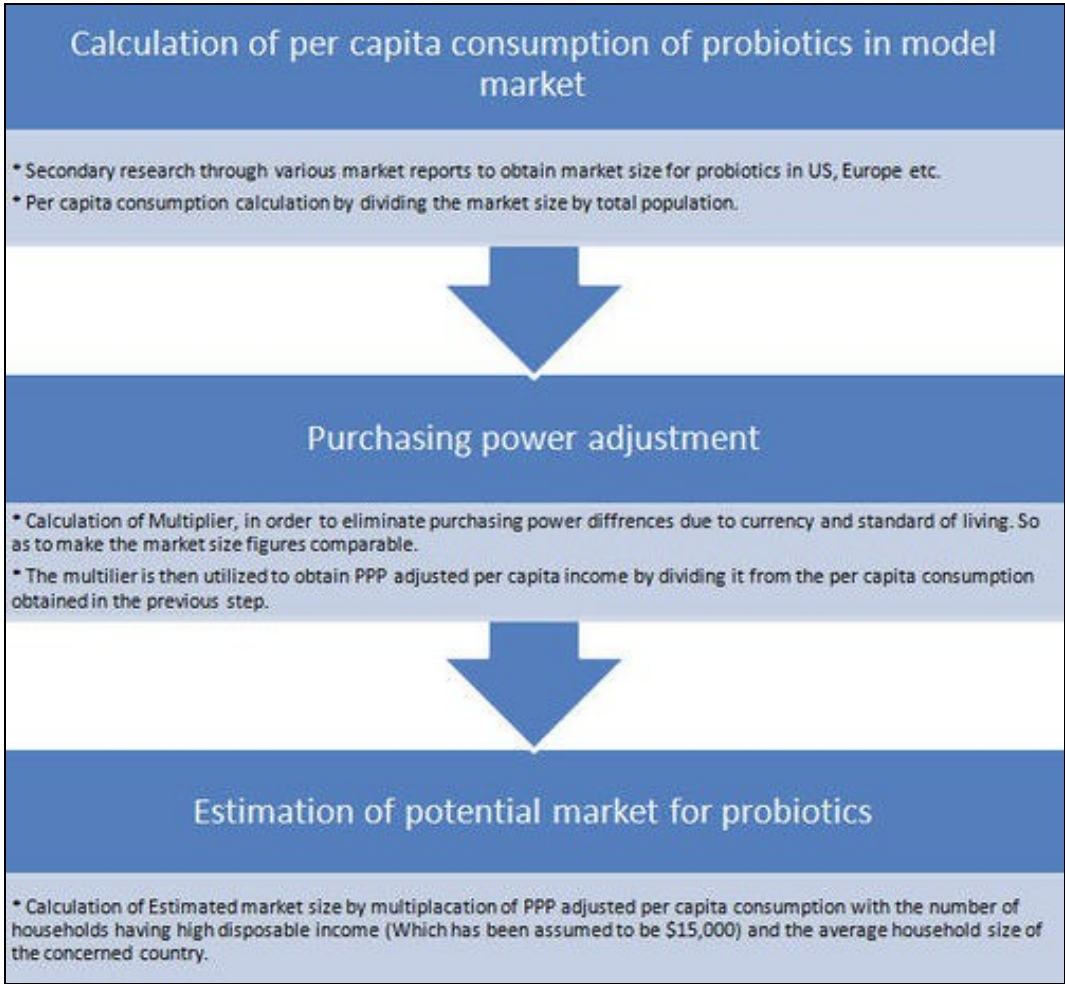 Calculation of per capita consumption of probiotics in model
market
* Secondary research through various market reports to obtain market size for probiotics in US, Europe etc.
* Per capita consumption calculation by dividing the market size by total population.
Purchasing power adjustment
* Calculation of Multiplier, in order to eliminate purchasing power diffrences due to currency and standard of living. So
as to make the market size figures comparable.
* The multilier is then utilized to obtain PPP adjusted per capita income by dividing it from the per capita consumption
obtained in the previous step.
Estimation of potential market for probiotics
* Calculation of Estimated market size by multiplacation of PPP adjusted per capita consumption with the number of
households having high disposable income (Which has been assumed to be $15,000) and the average household size of
the concerned country.